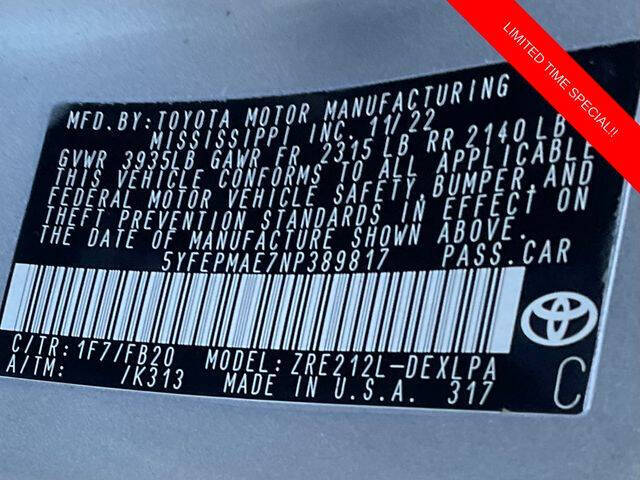 LIMITED TIME SPECIAL!!
MFD. BY: TOYOTA MOTOR MANUFACTURING
MISSISSIPPI INC. 11/22
GVWR 3935LB GAWR FR 2315 LB RR 2140LB
THIS VEHICLE CONFORMS TO ALL APPLICABLE
FEDERAL MOTOR VEHICLE SAFETY, BUMPER, AND
THEFT PREVENTION STANDARDS IN EFFECT ON
THE DATE OF MANUFACTURE SHOWN ABOVE.
5YFEPMAE7NP389817 PASS. CAR
C/TR: 1F7/FB20 MODEL: ZRE212L-DEXLPA
A/TM: /K313 MADE IN U.S.A. 317 C